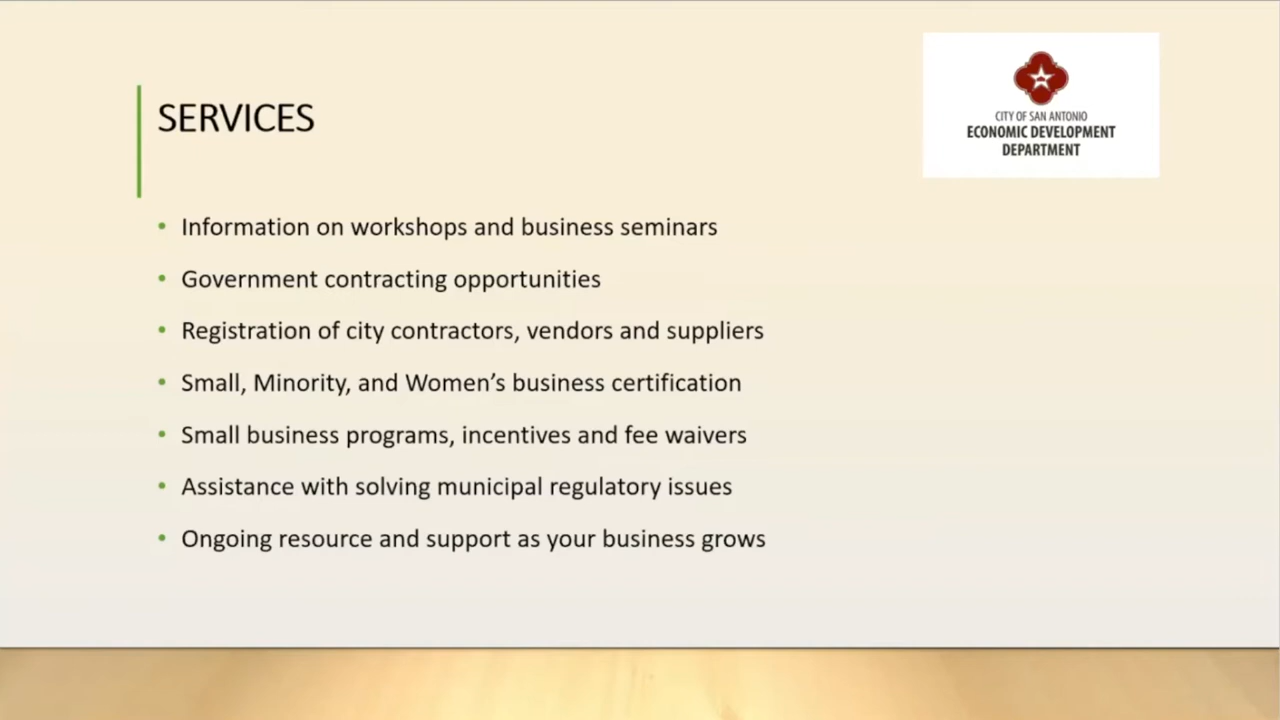 SERVICES
CITY OF SAN ANTONIO
ECONOMIC DEVELOPMENT
DEPARTMENT
• Information on workshops and business seminars
• Government contracting opportunities
• Registration of city contractors, vendors and suppliers
• Small, Minority, and Women’s business certification
• Small business programs, incentives and fee waivers
• Assistance with solving municipal regulatory issues
• Ongoing resource and support as your business grows